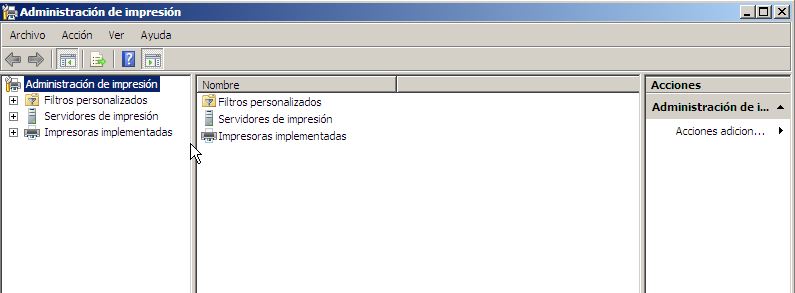 Administración de impresión
Archivo Acción Ver Ayuda
Administración de impresión
Filtros personalizados
Servidores de impresión
Impresoras implementadas
Nombre
Filtros personalizados
Servidores de impresión
Impresoras implementadas
Acciones
Administración de i...
Acciones adicion...